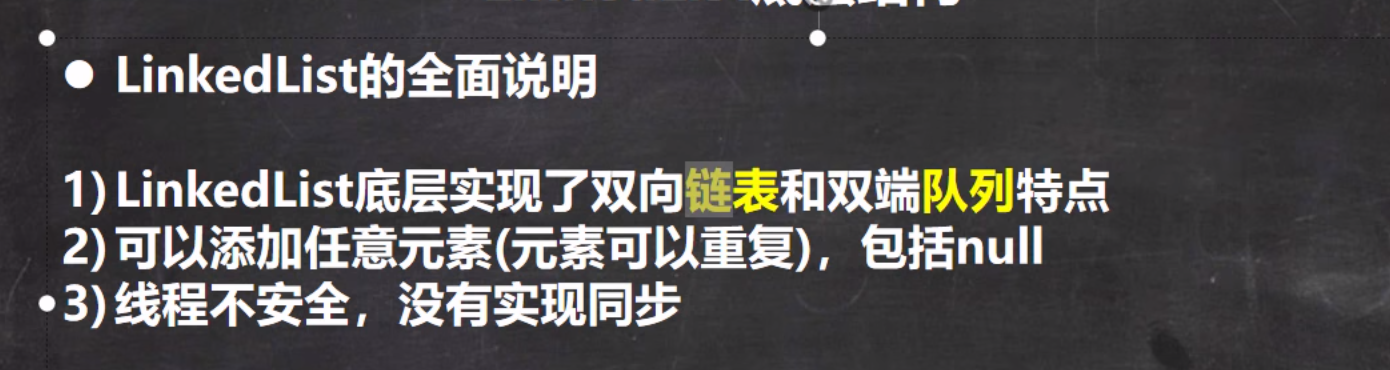 ● LinkedList的全面说明
1) LinkedList底层实现了双向链表和双端队列特点
2) 可以添加任意元素(元素可以重复)，包括null
3) 线程不安全，没有实现同步